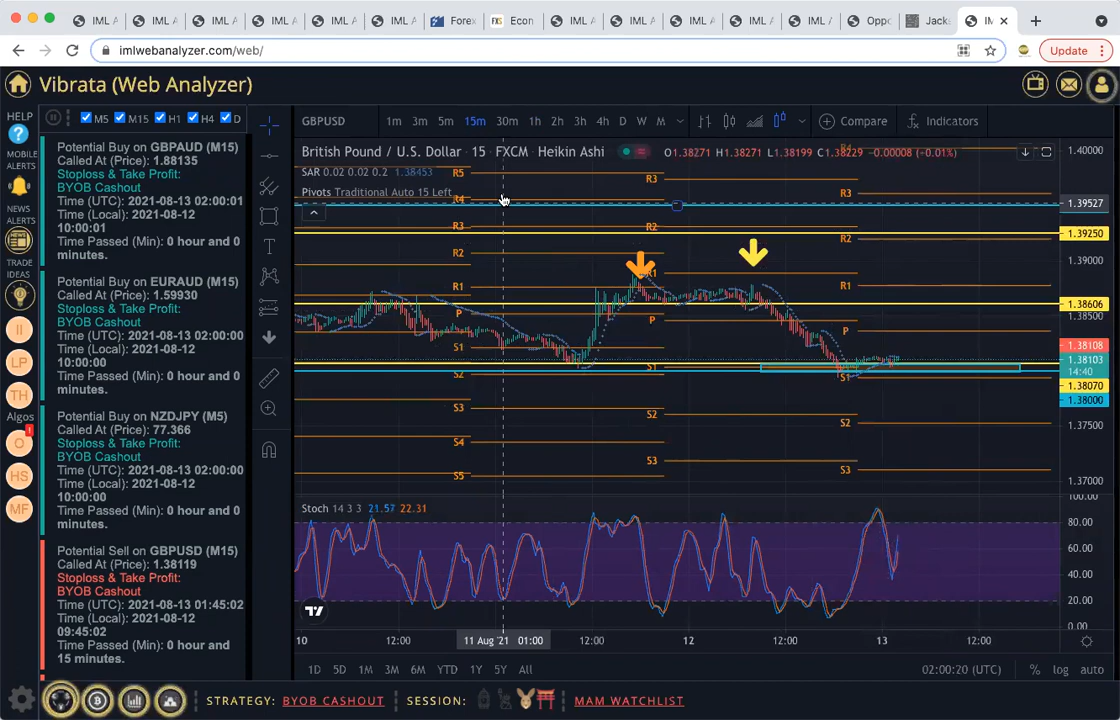 IML A
IML A
IML A
IML A
IML A
IML A
Forex
Econ
IML A
IML A
IML A
IML A
IML /
Oppo
Jacks
IM
imlwebanalyzer.com/web/
Update
Vibrata (Web Analyzer)
HELP
MOBILE
ALERTS
NEWS
ALERTS
TRADE
IDEAS
II
LP
TH
Algos
O
HS
MF
M5 M15 H1 H4 D
Potential Buy on GBPAUD (M15)
Called At (Price): 1.88135
Stoploss & Take Profit:
BYOB Cashout
Time (UTC): 2021-08-13
02:00:01
Time (Local): 2021-08-12
10:00:01
Time Passed (Min): 0 hour and 0
minutes.
Potential Buy on EURAUD (M15)
Called At (Price): 1.59930
Stoploss & Take Profit:
BYOB Cashout
Time (UTC): 2021-08-13
02:00:00
Time (Local): 2021-08-12
10:00:00
Time Passed (Min): 0 hour and 0
minutes.
Potential Buy on NZDJPY (M5)
Called At (Price): 77.366
Stoploss & Take Profit:
BYOB Cashout
Time (UTC): 2021-08-13 02:00:00
Time (Local): 2021-08-12
10:00:00
Time Passed (Min): 0 hour and 0
minutes.
Potential Sell on GBPUSD (M15)
Called At (Price): 1.38119
Stoploss & Take Profit:
BYOB Cashout
Time (UTC): 2021-08-13 01:45:02
Time (Local): 2021-08-12
09:45:02
Time Passed (Min): 0 hour and
15 minutes.
GBPUSD 1m 3m 5m 15m 30m 1h 2h 3h 4h D W M Compare Indicators
British Pound / U.S. Dollar 15 FXCM Heikin Ashi O1.38271 H1.38271 L1.38199 C1.38229 -0.00008 (-0.01%)
SAR 0.02 0.02 0.2 1.38453
Pivots Traditional Auto 15 Left
R5
R4
R3
R2
R1
P
S1
S2
S3
S4
S5
R3
R2
R1
P
S1
S2
S3
R4
R3
R2
R1
P
S1
S2
S3
1.40000
1.39527
1.39250
1.39000
1.38606
1.38500
1.38108
1.38103
14:40
1.38070
1.38000
1.37500
1.37000
Stoch 14 3 3 21.57 22.31
100.00
80.00
60.00
40.00
20.00
0.00
10 12:00 11 Aug '21 01:00 12:00 12 12:00 13 12:00
1D 5D 1M 3M 6M YTD 1Y 5Y All
02:00:20 (UTC) % log auto
STRATEGY: BYOB CASHOUT SESSION: MAM WATCHLIST